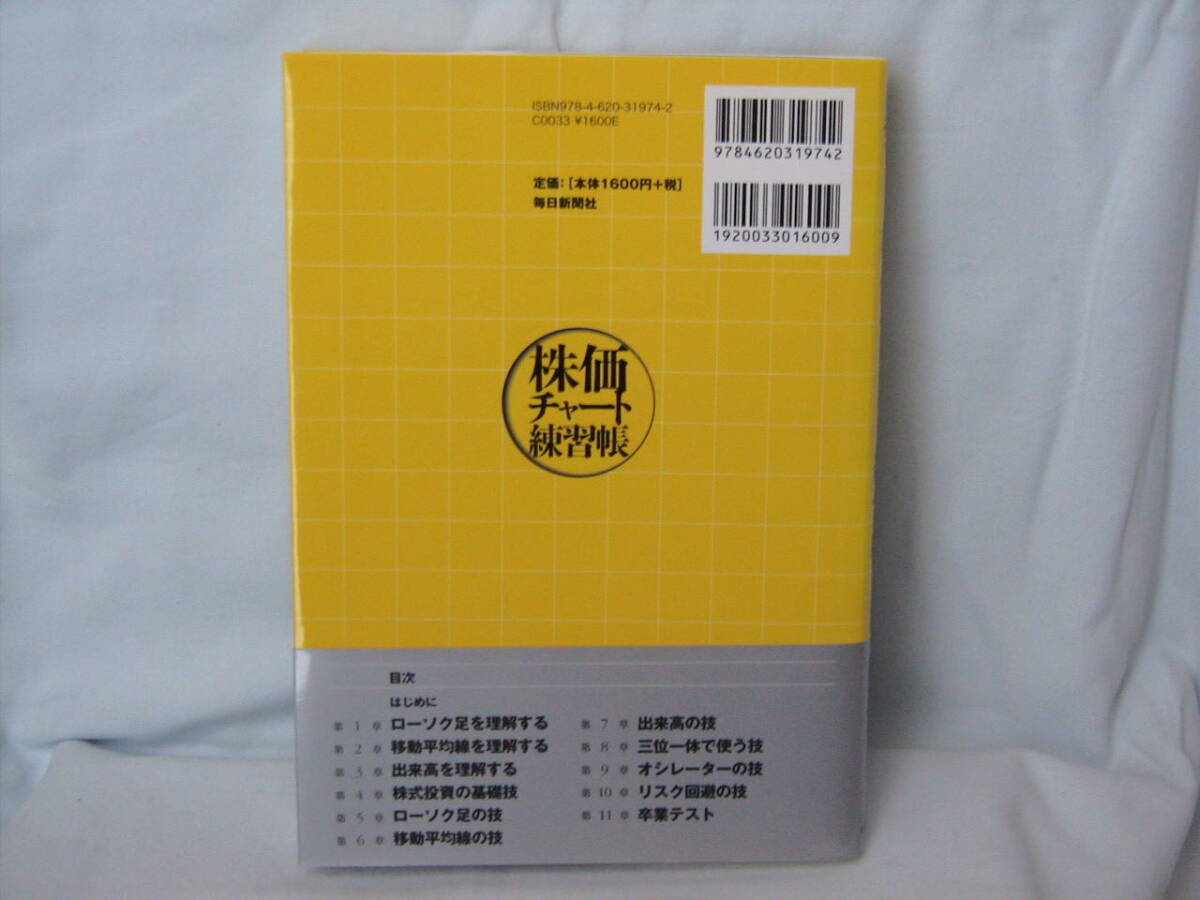 ISBN978-4-620-31974-2
C0033 ¥1600E
9784620319742
定価：[本体1600円+税]
毎日新聞社
1920033016009
株価
チャート
練習帳
目次
はじめに
第 1 章 ローソク足を理解する
第 2 章 移動平均線を理解する
第 3 章 出来高を理解する
第 4 章 株式投資の基礎技
第 5 章 ローソク足の技
第 6 章 移動平均線の技
第 7 章 出来高の技
第 8 章 三位一体で使う技
第 9 章 オシレーターの技
第 10 章 リスク回避の技
第 11 章 卒業テスト